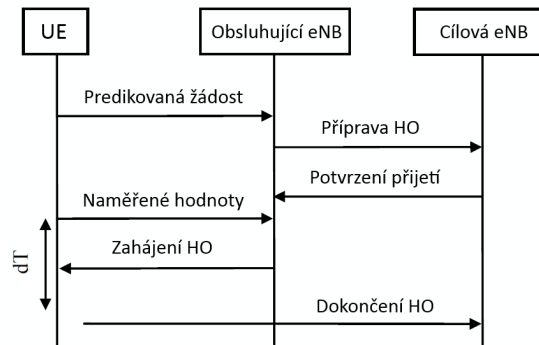 UE
Obsluhující eNB
Cílová eNB
Predikovaná žádost
Příprava HO
Potvrzení přijetí
Naměřené hodnoty
Zahájení HO
dT
Dokončení HO